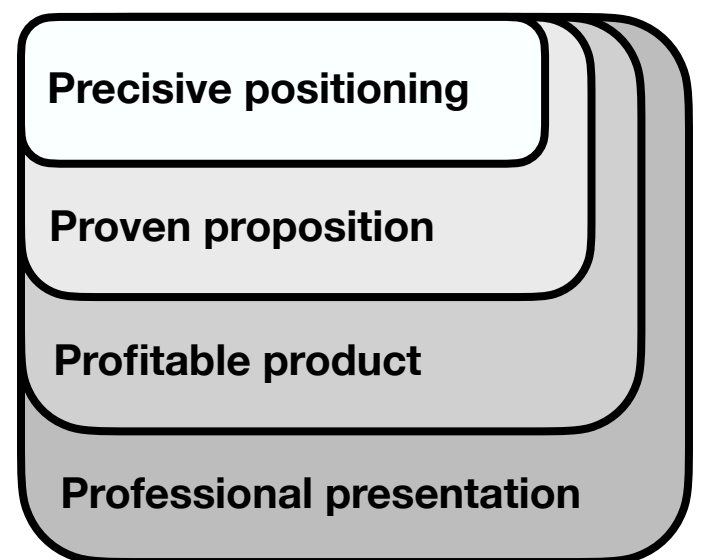 Precisive positioning
Proven proposition
Profitable product
Professional presentation